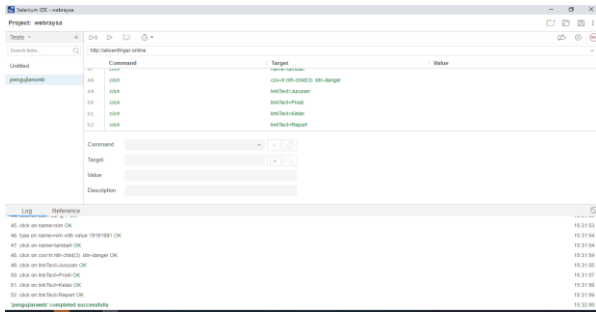 Selenium IDE - webraysa
Project: webraysa
Tests
Search tests...
http://absenfinger.online
Untitled
pengujianweb
Command Target Value
47 click name=tambah
48 click css=tr:nth-child(3) .btn-danger
49 click linkText=Jurusan
50 click linkText=Prodi
51 click linkText=Kelas
52 click linkText=Report
Command
Target
Value
Description
Log Reference
45. click on name=nim OK 15:31:53
46. type on name=nim with value 18181981 OK 15:31:54
47. click on name=tambah OK 15:31:54
48. click on css=tr:nth-child(3) .btn-danger OK 15:31:54
49. click on linkText=Jurusan OK 15:31:55
50. click on linkText=Prodi OK 15:31:57
51. click on linkText=Kelas OK 15:31:58
52. click on linkText=Report OK 15:31:59
'pengujianweb' completed successfully 15:32:50